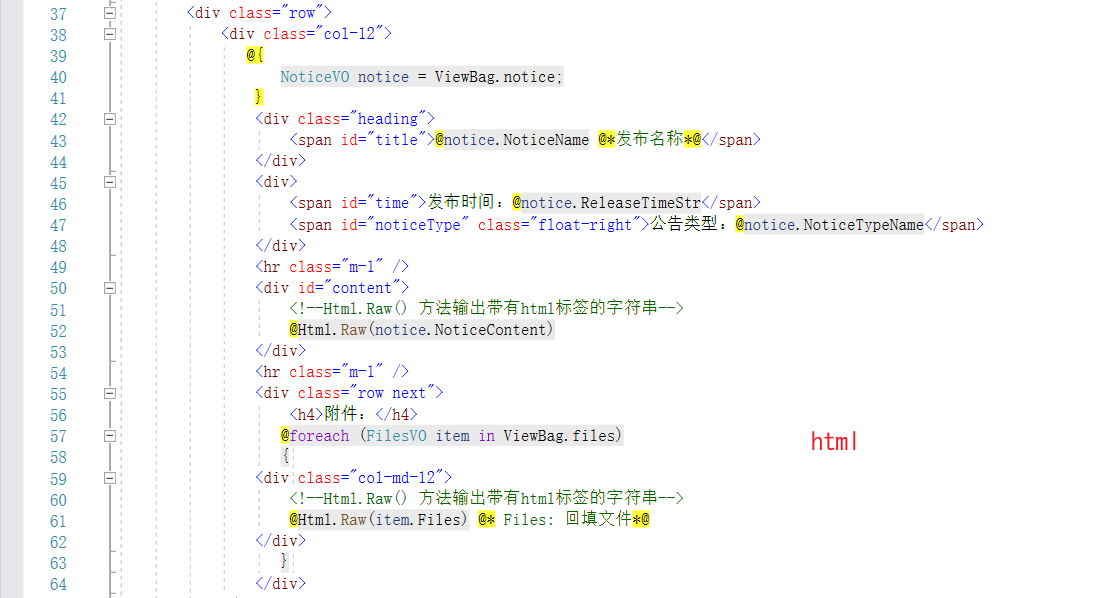 37 <div class="row">
38 <div class="col-12">
39 @{
40 NoticeVO notice = ViewBag.notice;
41 }
42 <div class="heading">
43 <span id="title">@notice.NoticeName @*发布名称*@</span>
44 </div>
45 <div>
46 <span id="time">发布时间：@notice.ReleaseTimeStr</span>
47 <span id="noticeType" class="float-right">公告类型：@notice.NoticeTypeName</span>
48 </div>
49 <hr class="m-1" />
50 <div id="content">
51 <!--Html.Raw() 方法输出带有html标签的字符串-->
52 @Html.Raw(notice.NoticeContent)
53 </div>
54 <hr class="m-1" />
55 <div class="row next">
56 <h4>附件：</h4>
57 @foreach (FilesVO item in ViewBag.files)
html
58 {
59 <div class="col-md-12">
60 <!--Html.Raw() 方法输出带有html标签的字符串-->
61 @Html.Raw(item.Files) @* Files: 回填文件*@
62 </div>
63 }
64 </div>